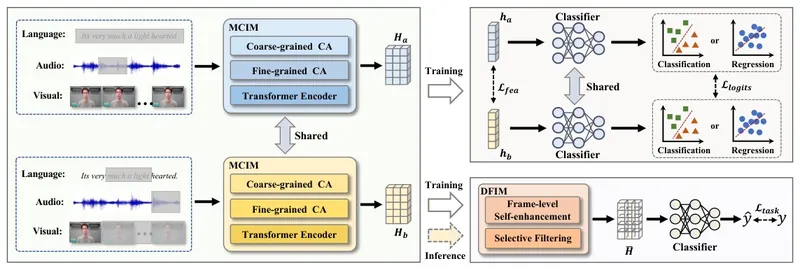 Language:
Its very much a light hearted
Audio:
Visual:
MCIM
Coarse-grained CA
Fine-grained CA
Transformer Encoder
H_a
Shared
Language:
Its very much a light hearted.
Audio:
Visual:
MCIM
Coarse-grained CA
Fine-grained CA
Transformer Encoder
H_b
Training
Training
Inference
h_a
Classifier
Classification
or
Regression
L_fea
Shared
L_logits
h_b
Classifier
Classification
or
Regression
DFIM
Frame-level
Self-enhancement
Selective Filtering
H
Classifier
ŷ
L_task
y